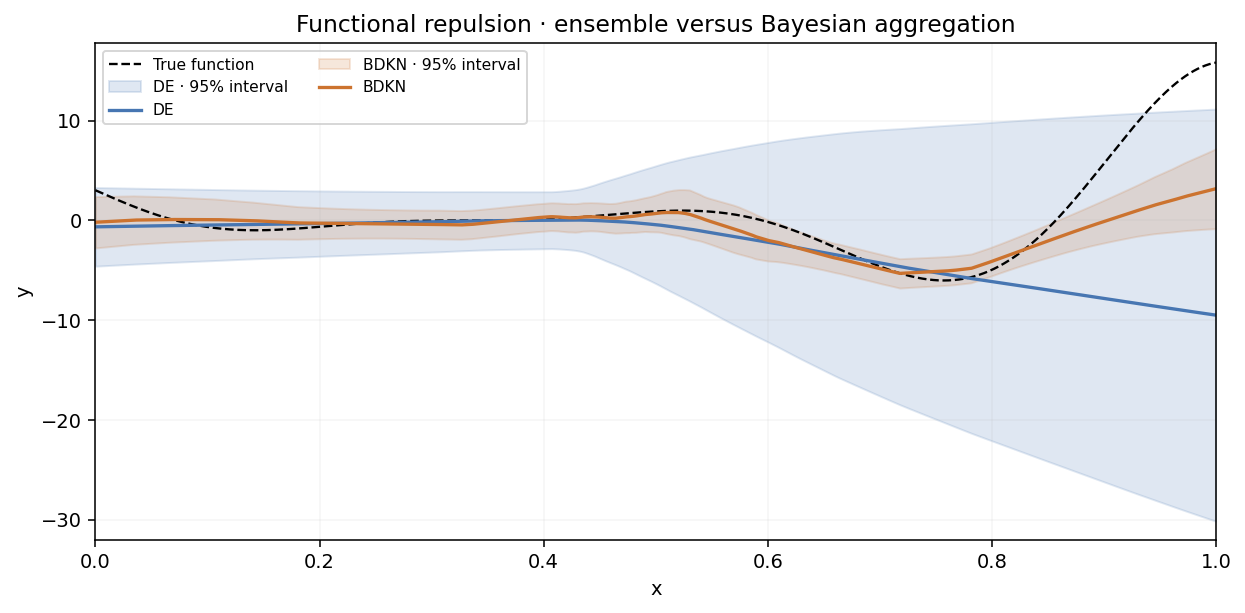 Functional repulsion · ensemble versus Bayesian aggregation
True function
DE · 95% interval
DE
BDKN · 95% interval
BDKN
y
10
0
−10
−20
−30
0.0
0.2
0.4
0.6
0.8
1.0
x